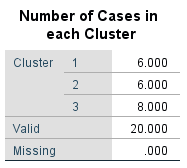 Number of Cases in
each Cluster
Cluster 1 6.000
2 6.000
3 8.000
Valid 20.000
Missing .000